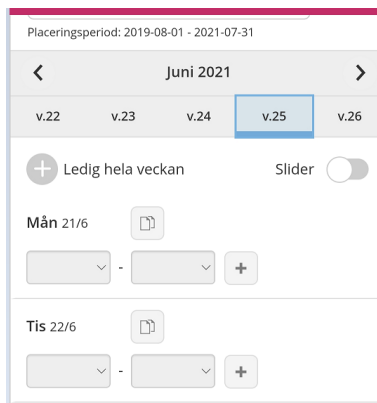 Placeringsperiod: 2019-08-01 - 2021-07-31
Juni 2021
v.22 v.23 v.24 v.25 v.26
Ledig hela veckan Slider
Mån 21/6
-
Tis 22/6
-